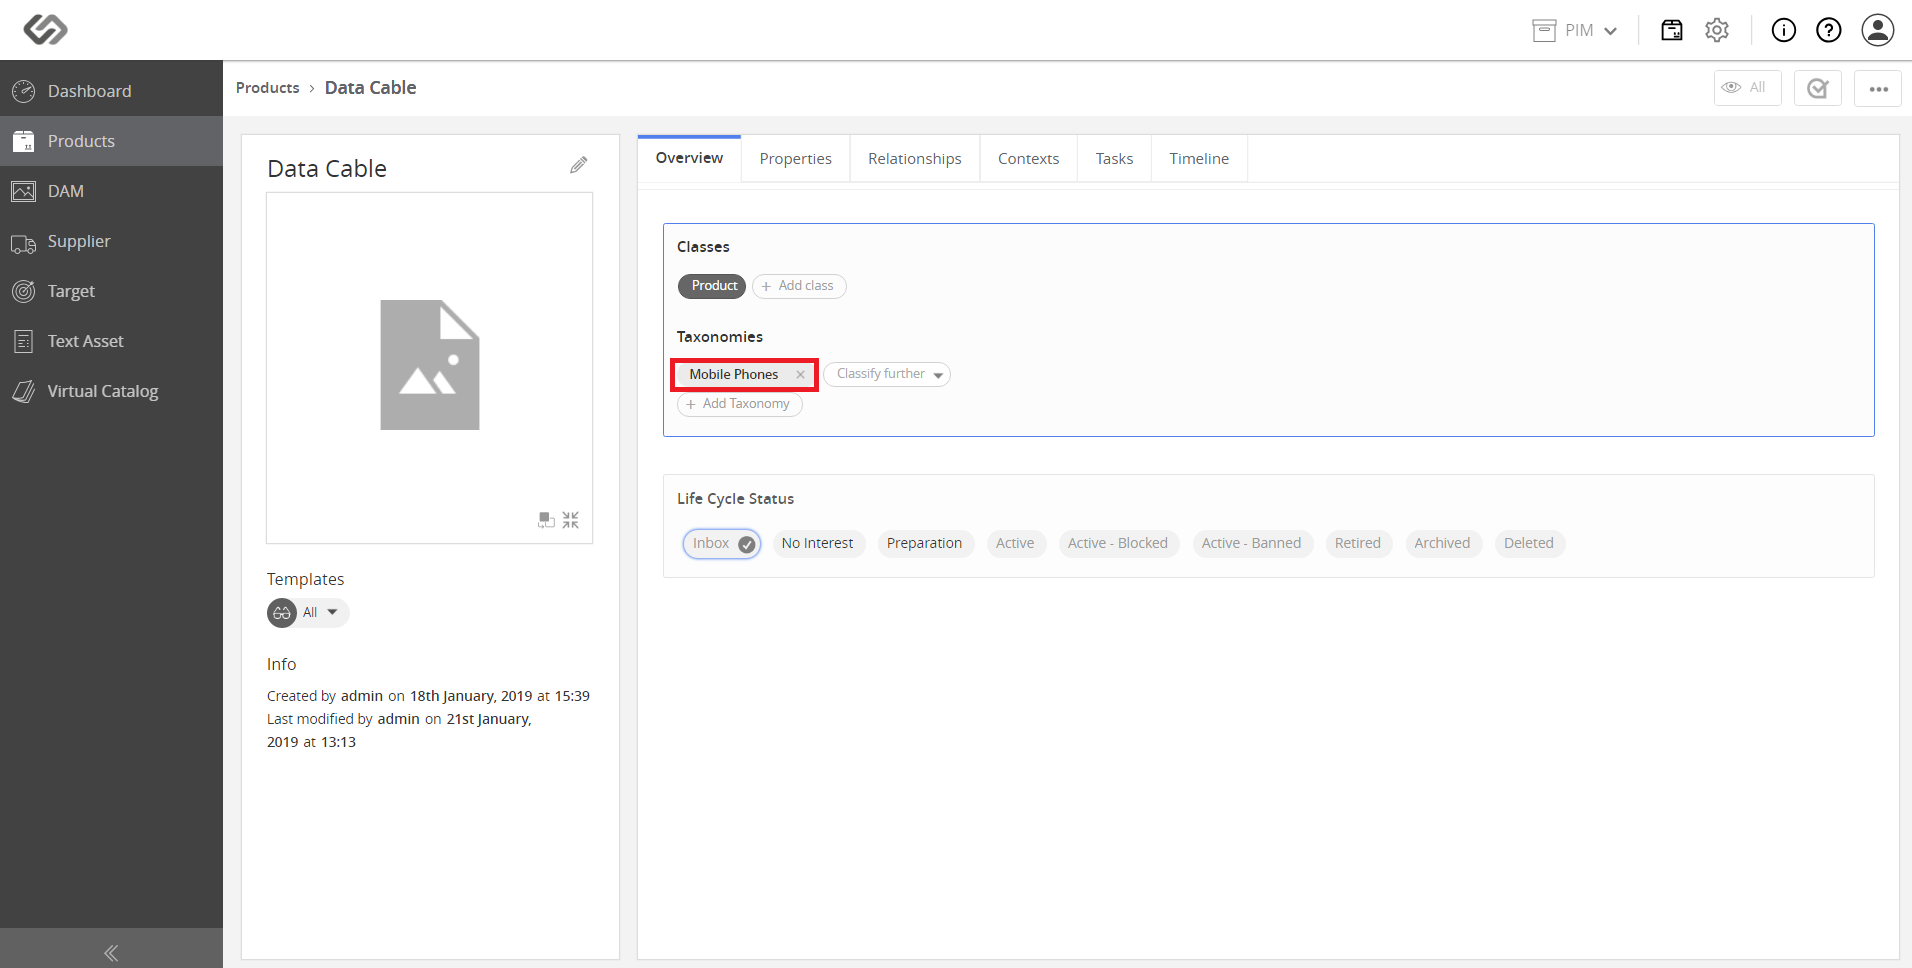 PIM
Dashboard
Products
DAM
Supplier
Target
Text Asset
Virtual Catalog
Products › Data Cable
All
Data Cable
Templates
All
Info
Created by admin on 18th January, 2019 at 15:39
Last modified by admin on 21st January,
2019 at 13:13
Overview Properties Relationships Contexts Tasks Timeline
Classes
Product + Add class
Taxonomies
Mobile Phones × Classify further
+ Add Taxonomy
Life Cycle Status
Inbox No Interest Preparation Active Active - Blocked Active - Banned Retired Archived Deleted